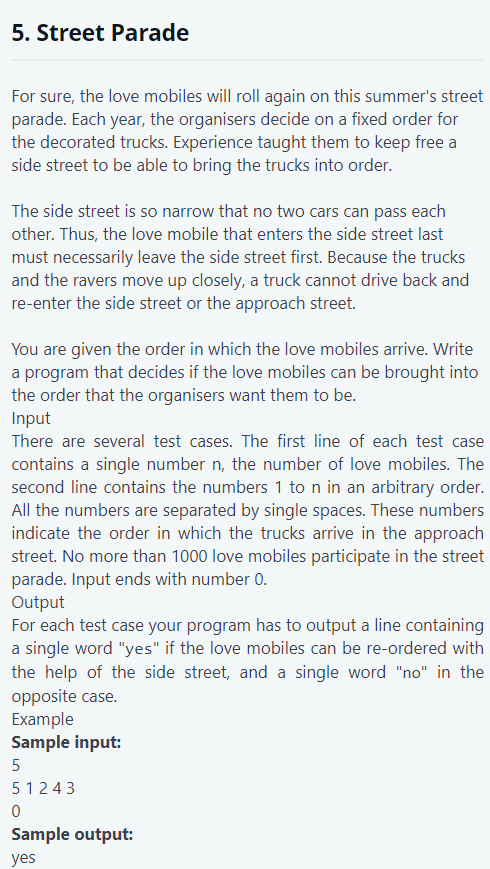 5. Street Parade
For sure, the love mobiles will roll again on this summer's street
parade. Each year, the organisers decide on a fixed order for
the decorated trucks. Experience taught them to keep free a
side street to be able to bring the trucks into order.
The side street is so narrow that no two cars can pass each
other. Thus, the love mobile that enters the side street last
must necessarily leave the side street first. Because the trucks
and the ravers move up closely, a truck cannot drive back and
re-enter the side street or the approach street.
You are given the order in which the love mobiles arrive. Write
a program that decides if the love mobiles can be brought into
the order that the organisers want them to be.
Input
There are several test cases. The first line of each test case
contains a single number n, the number of love mobiles. The
second line contains the numbers 1 to n in an arbitrary order.
All the numbers are separated by single spaces. These numbers
indicate the order in which the trucks arrive in the approach
street. No more than 1000 love mobiles participate in the street
parade. Input ends with number 0.
Output
For each test case your program has to output a line containing
a single word "yes" if the love mobiles can be re-ordered with
the help of the side street, and a single word "no" in the
opposite case.
Example
Sample input:
5
5 1 2 4 3
0
Sample output:
yes